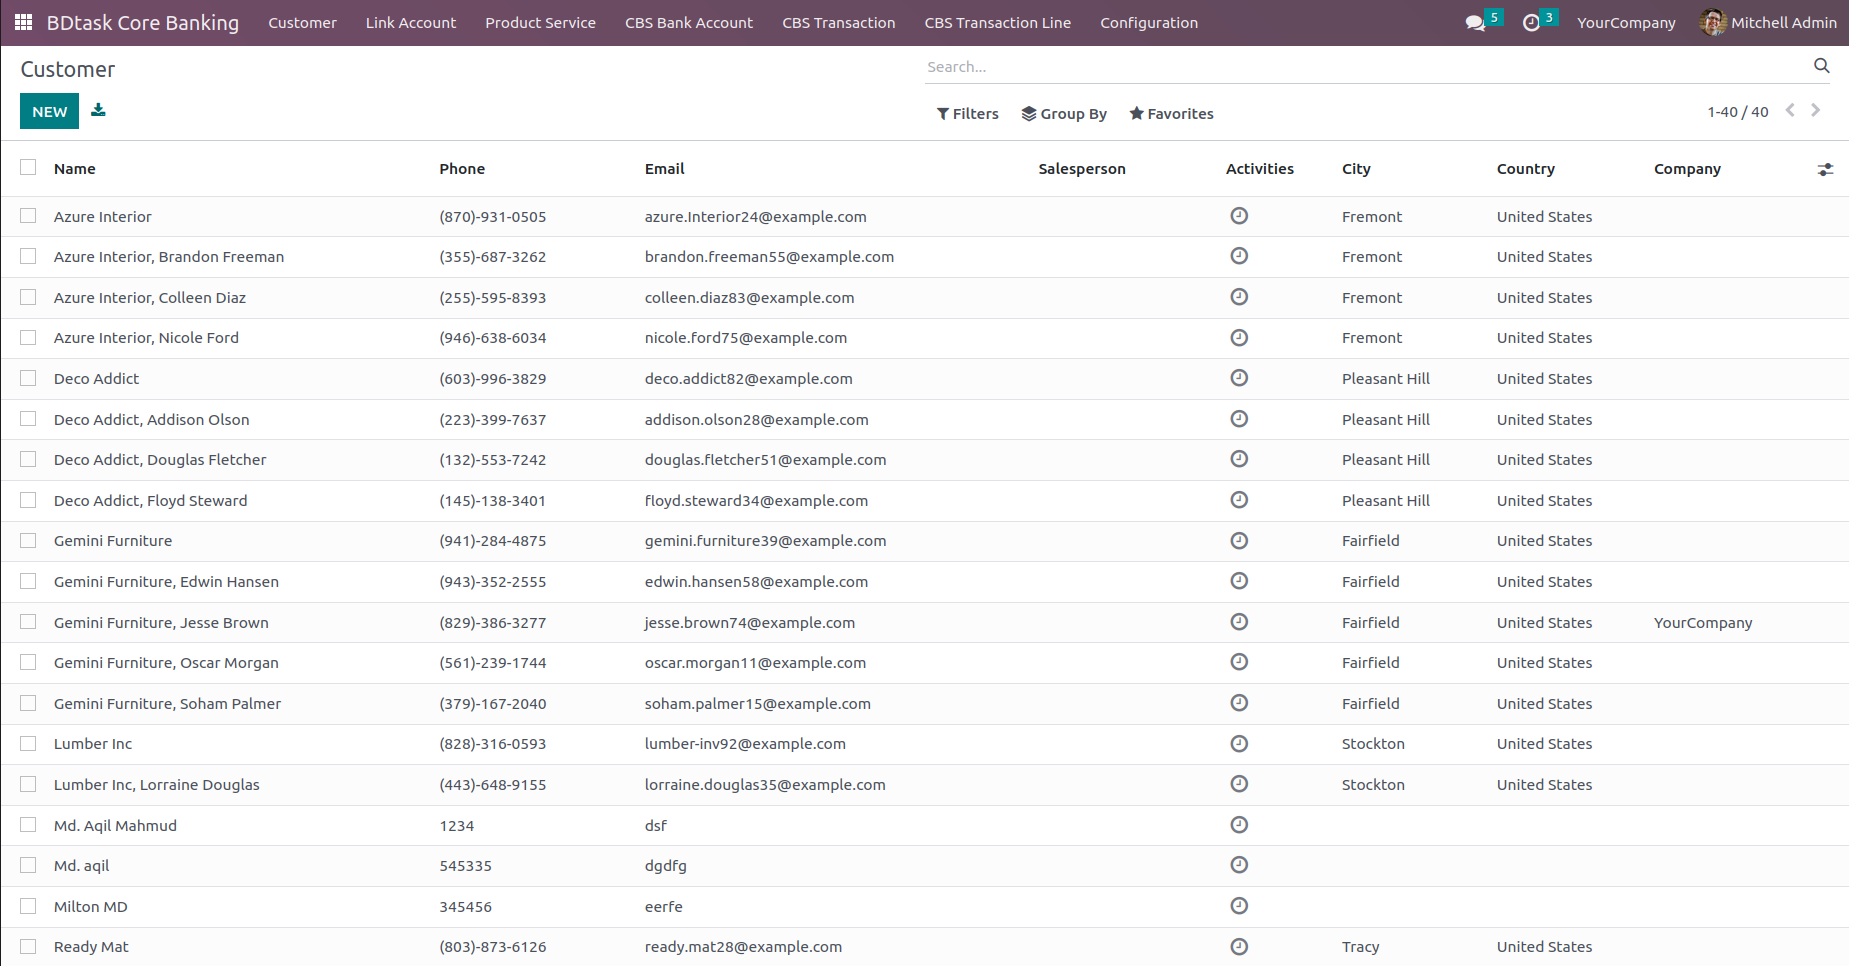 BDtask Core Banking Customer Link Account Product Service CBS Bank Account CBS Transaction CBS Transaction Line Configuration 5 3 YourCompany Mitchell Admin
Customer Search...
NEW Filters Group By Favorites 1-40 / 40
Name Phone Email Salesperson Activities City Country Company
Azure Interior (870)-931-0505 azure.Interior24@example.com Fremont United States
Azure Interior, Brandon Freeman (355)-687-3262 brandon.freeman55@example.com Fremont United States
Azure Interior, Colleen Diaz (255)-595-8393 colleen.diaz83@example.com Fremont United States
Azure Interior, Nicole Ford (946)-638-6034 nicole.ford75@example.com Fremont United States
Deco Addict (603)-996-3829 deco.addict82@example.com Pleasant Hill United States
Deco Addict, Addison Olson (223)-399-7637 addison.olson28@example.com Pleasant Hill United States
Deco Addict, Douglas Fletcher (132)-553-7242 douglas.fletcher51@example.com Pleasant Hill United States
Deco Addict, Floyd Steward (145)-138-3401 floyd.steward34@example.com Pleasant Hill United States
Gemini Furniture (941)-284-4875 gemini.furniture39@example.com Fairfield United States
Gemini Furniture, Edwin Hansen (943)-352-2555 edwin.hansen58@example.com Fairfield United States
Gemini Furniture, Jesse Brown (829)-386-3277 jesse.brown74@example.com Fairfield United States YourCompany
Gemini Furniture, Oscar Morgan (561)-239-1744 oscar.morgan11@example.com Fairfield United States
Gemini Furniture, Soham Palmer (379)-167-2040 soham.palmer15@example.com Fairfield United States
Lumber Inc (828)-316-0593 lumber-inv92@example.com Stockton United States
Lumber Inc, Lorraine Douglas (443)-648-9155 lorraine.douglas35@example.com Stockton United States
Md. Aqil Mahmud 1234 dsf
Md. aqil 545335 dgdfg
Milton MD 345456 eerfe
Ready Mat (803)-873-6126 ready.mat28@example.com Tracy United States